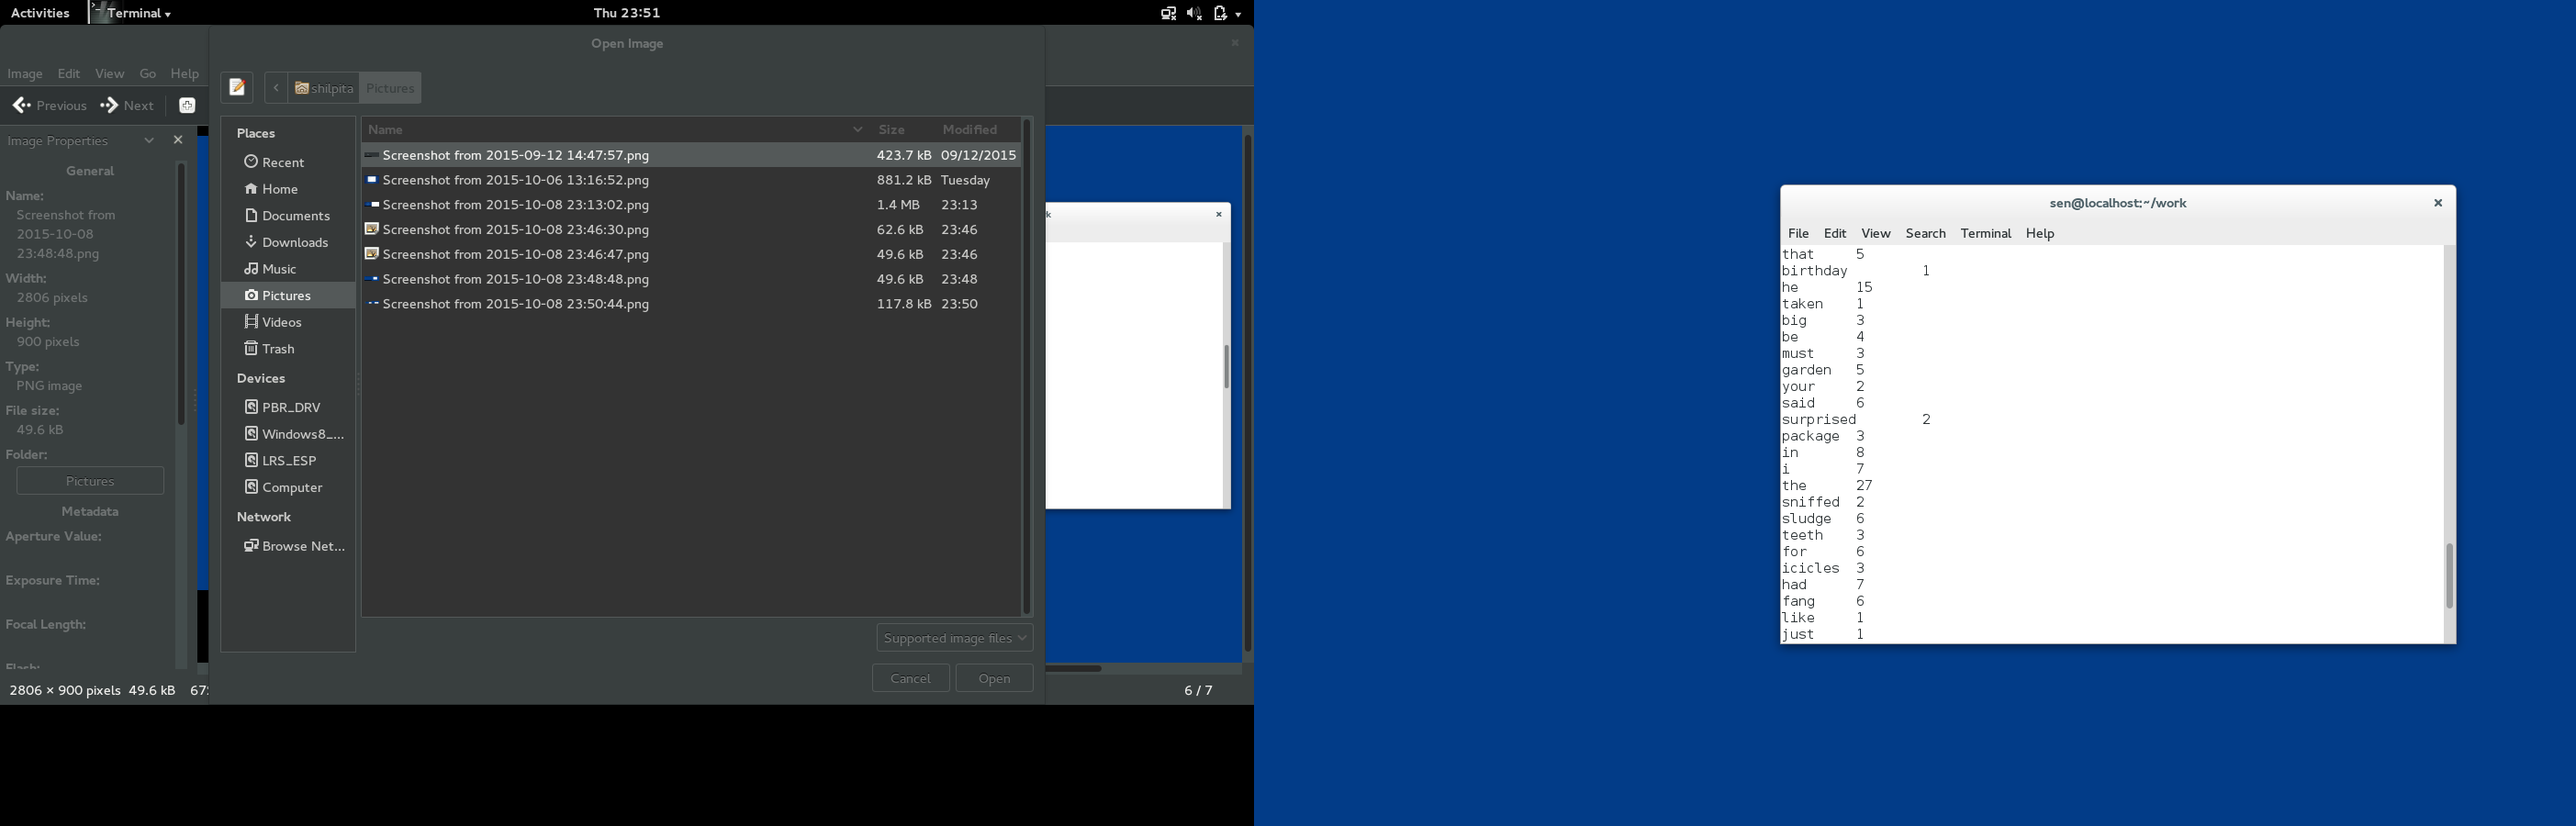 Activities Terminal Thu 23:51
Open Image
Image Edit View Go Help
shilpita Pictures
Previous Next
Image Properties
General
Name:
Screenshot from
2015-10-08
23:48:48.png
Width:
2806 pixels
Height:
900 pixels
Type:
PNG image
File size:
49.6 kB
Folder:
Pictures
Metadata
Aperture Value:
Exposure Time:
Focal Length:
Flash:
2806 × 900 pixels 49.6 kB
Places
Recent
Home
Documents
Downloads
Music
Pictures
Videos
Trash
Devices
PBR_DRV
Windows8_...
LRS_ESP
Computer
Network
Browse Net...
Name Size Modified
Screenshot from 2015-09-12 14:47:57.png 423.7 kB 09/12/2015
Screenshot from 2015-10-06 13:16:52.png 881.2 kB Tuesday
Screenshot from 2015-10-08 23:13:02.png 1.4 MB 23:13
Screenshot from 2015-10-08 23:46:30.png 62.6 kB 23:46
Screenshot from 2015-10-08 23:46:47.png 49.6 kB 23:46
Screenshot from 2015-10-08 23:48:48.png 49.6 kB 23:48
Screenshot from 2015-10-08 23:50:44.png 117.8 kB 23:50
Supported image files
Cancel Open
6 / 7
sen@localhost:~/work
File Edit View Search Terminal Help
that 5
birthday 1
he 15
taken 1
big 3
be 4
must 3
garden 5
your 2
said 6
surprised 2
package 3
in 8
i 7
the 27
sniffed 2
sludge 6
teeth 3
for 6
icicles 3
had 7
fang 6
like 1
just 1